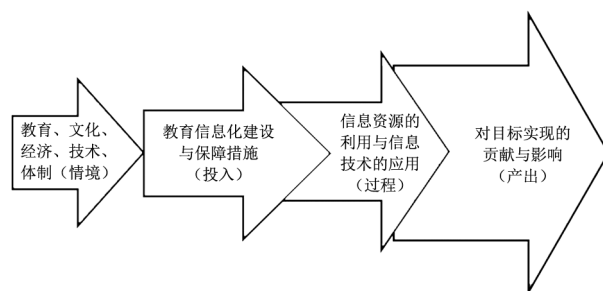 教育、文化、
经济、技术、
体制（情境）
教育信息化建设
与保障措施
（投入）
信息资源的
利用与信息
技术的应用
（过程）
对目标实现的
贡献与影响
（产出）